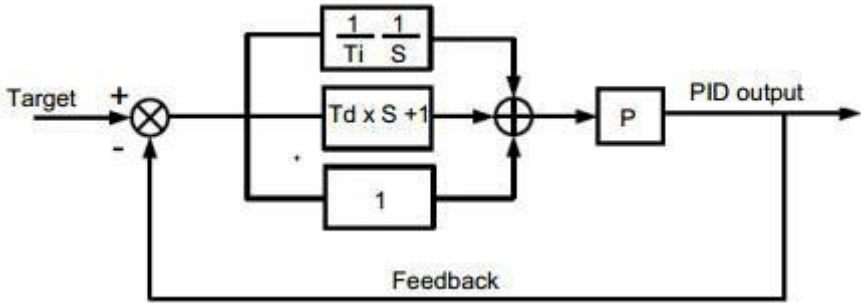 1 1
Ti S
Target
+
-
Td x S +1
P
PID output
1
Feedback